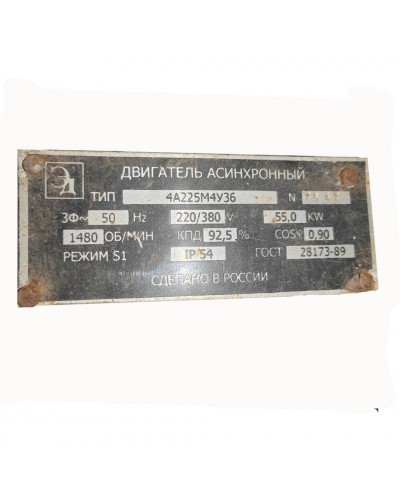 ДВИГАТЕЛЬ АСИНХРОННЫЙ
ТИП 4А225М4У36 N
3Ф~ 50 Hz 220/380 V 55,0 KW
1480 ОБ/МИН КПД 92,5 % COSφ 0,90
РЕЖИМ S1 IP 54 ГОСТ 28173-89
СДЕЛАНО В РОССИИ